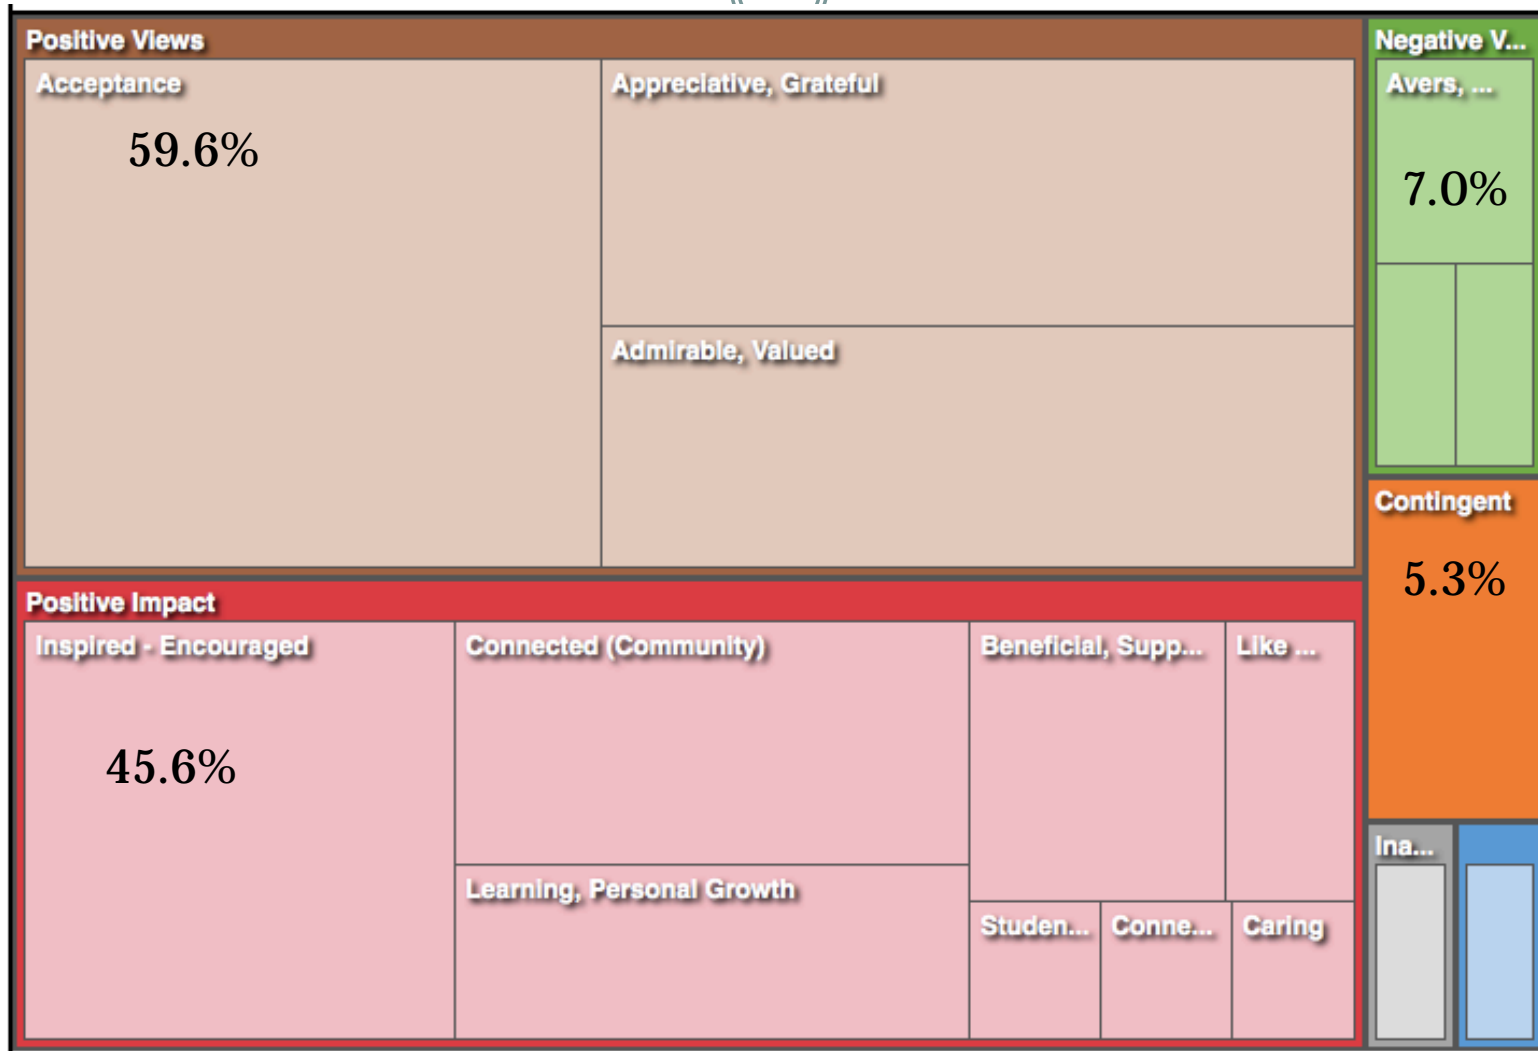 Positive Views
Acceptance
59.6%
Appreciative, Grateful
Admirable, Valued
Negative V...
Avers, ...
7.0%
Contingent
5.3%
Positive Impact
Inspired - Encouraged
45.6%
Connected (Community)
Learning, Personal Growth
Beneficial, Supp...
Like ...
Studen...
Conne...
Caring
Ina...